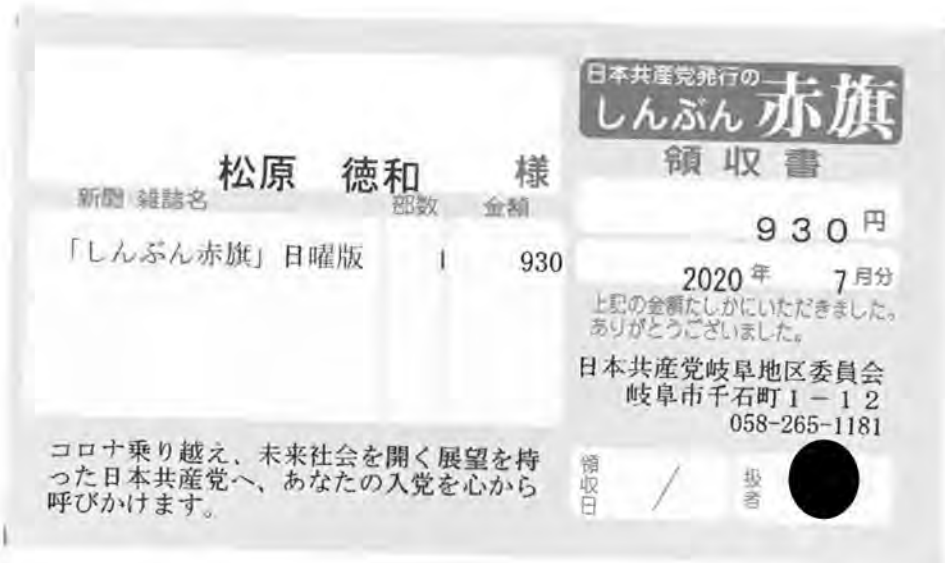 松原 徳和 様
新聞 雑誌名 部数 金額
「しんぶん赤旗」日曜版 1 930
コロナ乗り越え、未来社会を開く展望を持
った日本共産党へ、あなたの入党を心から
呼びかけます。
日本共産党発行の
しんぶん赤旗
領収書
930円
2020年 7月分
上記の金額たしかにいただきました。
ありがとうございました。
日本共産党岐阜地区委員会
岐阜市千石町1-12
058-265-1181
領収日 / 扱者